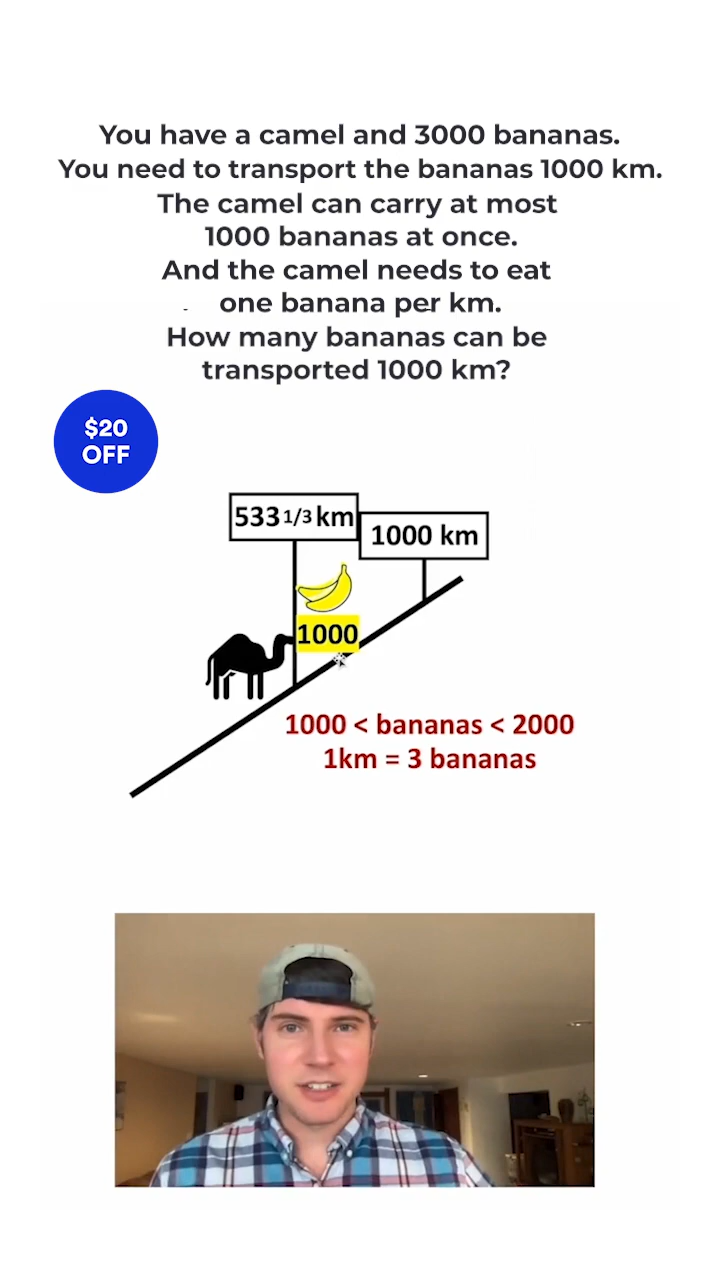 You have a camel and 3000 bananas.
You need to transport the bananas 1000 km.
The camel can carry at most
1000 bananas at once.
And the camel needs to eat
one banana per km.
How many bananas can be
transported 1000 km?
$20
OFF
533 1/3 km
1000 km
1000
1000 < bananas < 2000
1km = 3 bananas